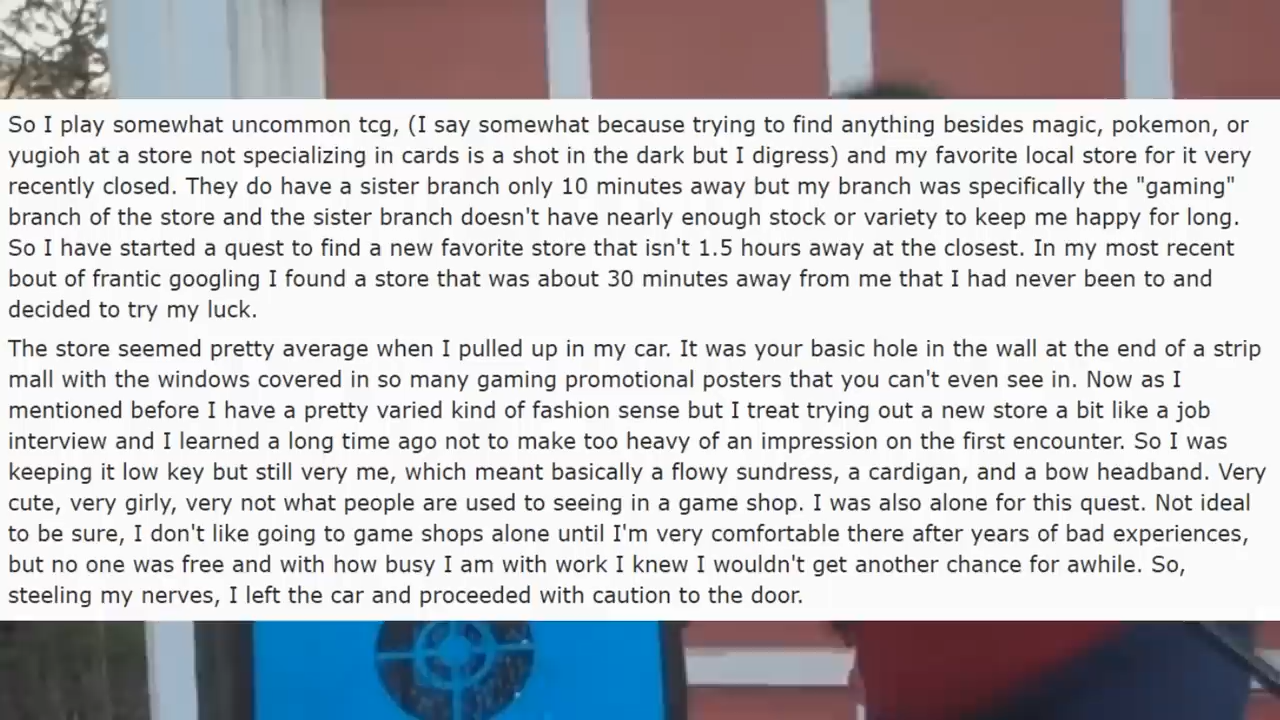 So I play somewhat uncommon tcg, (I say somewhat because trying to find anything besides magic, pokemon, or
yugioh at a store not specializing in cards is a shot in the dark but I digress) and my favorite local store for it very
recently closed. They do have a sister branch only 10 minutes away but my branch was specifically the "gaming"
branch of the store and the sister branch doesn't have nearly enough stock or variety to keep me happy for long.
So I have started a quest to find a new favorite store that isn't 1.5 hours away at the closest. In my most recent
bout of frantic googling I found a store that was about 30 minutes away from me that I had never been to and
decided to try my luck.
The store seemed pretty average when I pulled up in my car. It was your basic hole in the wall at the end of a strip
mall with the windows covered in so many gaming promotional posters that you can't even see in. Now as I
mentioned before I have a pretty varied kind of fashion sense but I treat trying out a new store a bit like a job
interview and I learned a long time ago not to make too heavy of an impression on the first encounter. So I was
keeping it low key but still very me, which meant basically a flowy sundress, a cardigan, and a bow headband. Very
cute, very girly, very not what people are used to seeing in a game shop. I was also alone for this quest. Not ideal
to be sure, I don't like going to game shops alone until I'm very comfortable there after years of bad experiences,
but no one was free and with how busy I am with work I knew I wouldn't get another chance for awhile. So,
steeling my nerves, I left the car and proceeded with caution to the door.